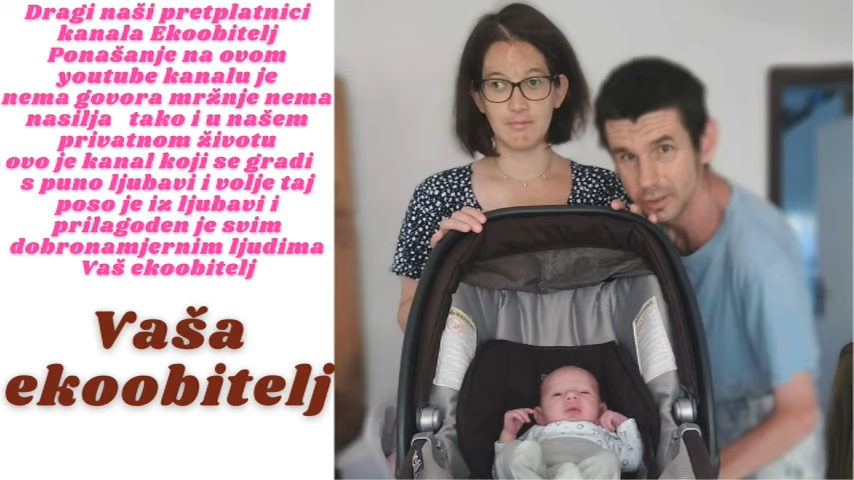 Dragi naši pretplatnici
kanala Ekoobitelj
Ponašanje na ovom
youtube kanalu je
nema govora mržnje nema
nasilja tako i u našem
privatnom životu
ovo je kanal koji se gradi
s puno ljubavi i volje taj
poso je iz ljubavi i
prilagođen je svim
dobronamjernim ljudima
Vaš ekoobitelj
Vaša
ekoobitelj